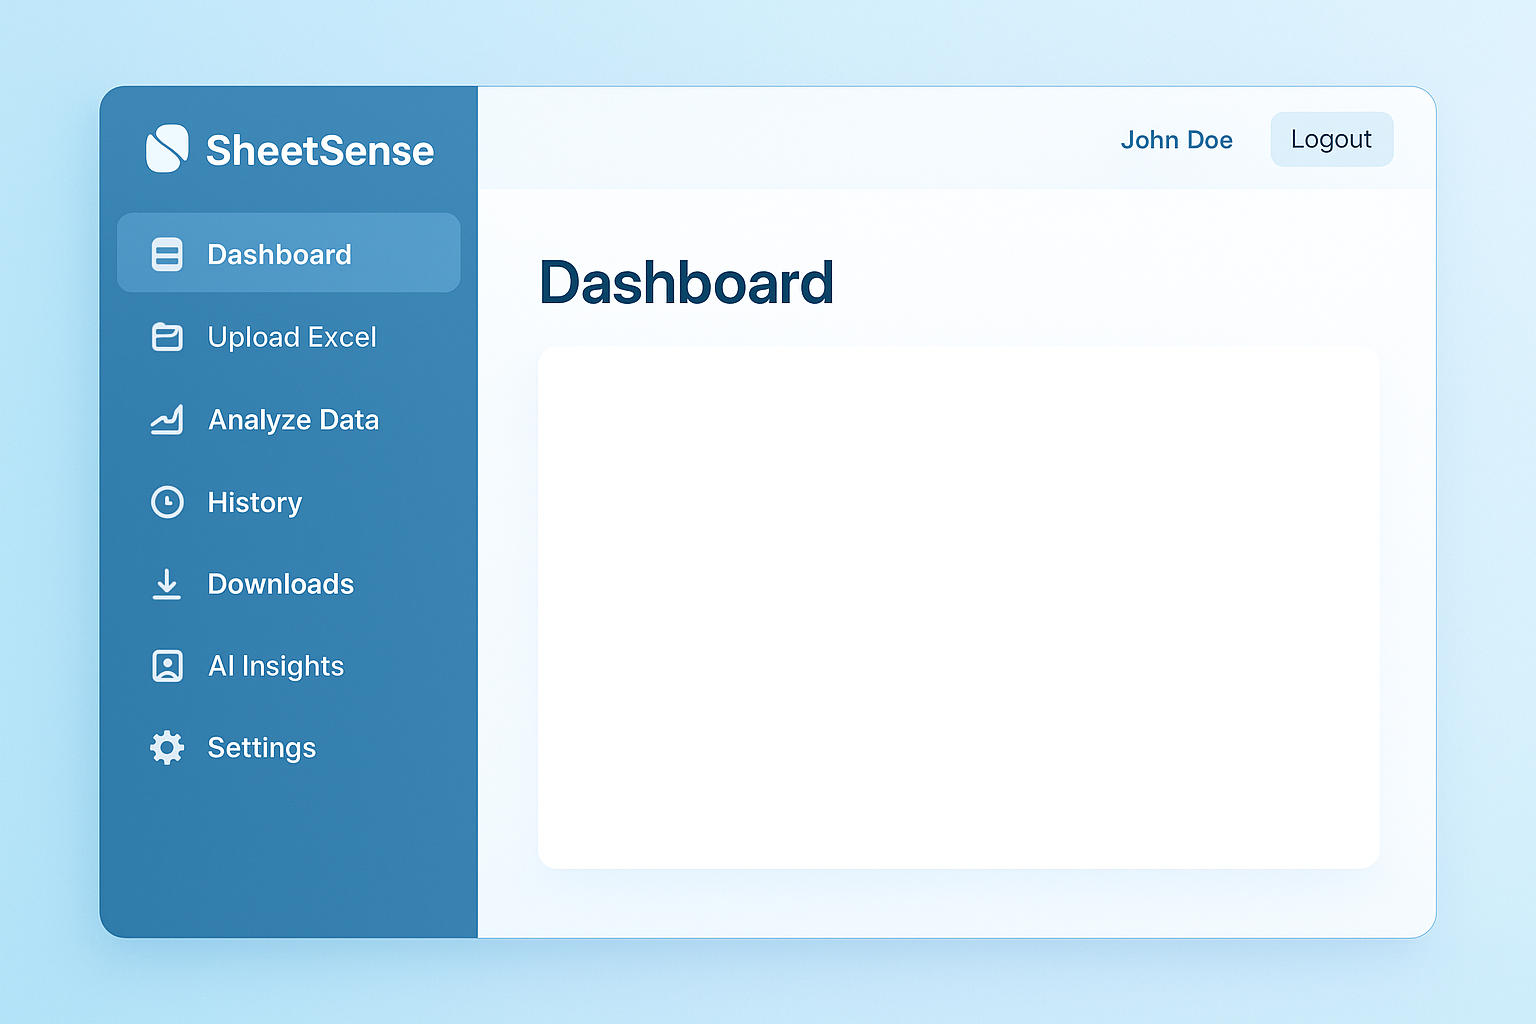 SheetSense
Dashboard
Upload Excel
Analyze Data
History
Downloads
AI Insights
Settings
John Doe
Logout
Dashboard